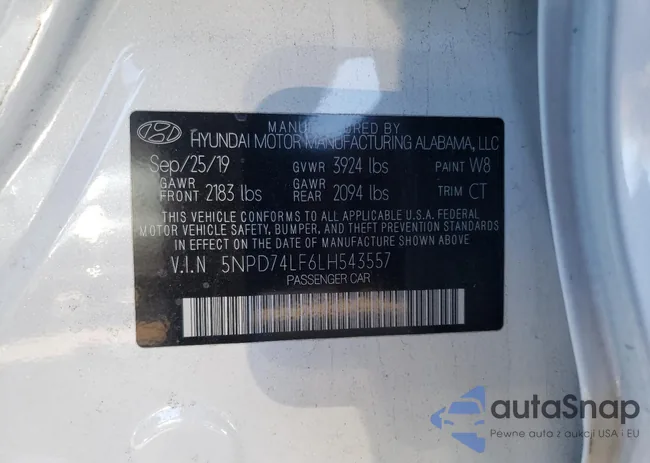 MANUFACTURED BY
HYUNDAI MOTOR MANUFACTURING ALABAMA, LLC
Sep/25/19 GVWR 3924 lbs PAINT W8
GAWR FRONT 2183 lbs GAWR REAR 2094 lbs TRIM CT
THIS VEHICLE CONFORMS TO ALL APPLICABLE U.S.A. FEDERAL
MOTOR VEHICLE SAFETY, BUMPER, AND THEFT PREVENTION STANDARDS
IN EFFECT ON THE DATE OF MANUFACTURE SHOWN ABOVE.
V.I.N 5NPD74LF6LH543557
PASSENGER CAR
autaSnap
Pewne auta z aukcji USA i EU